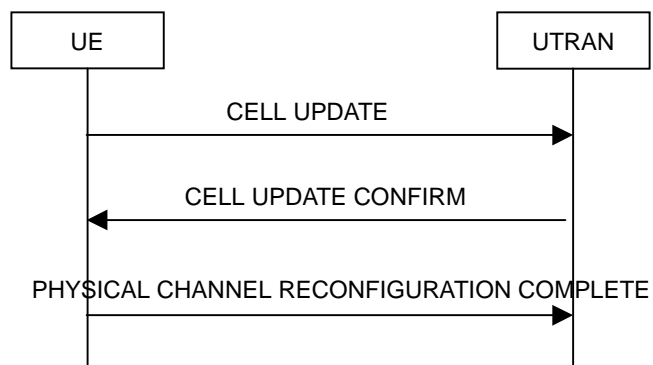 UE
UTRAN
CELL UPDATE
CELL UPDATE CONFIRM
PHYSICAL CHANNEL RECONFIGURATION COMPLETE